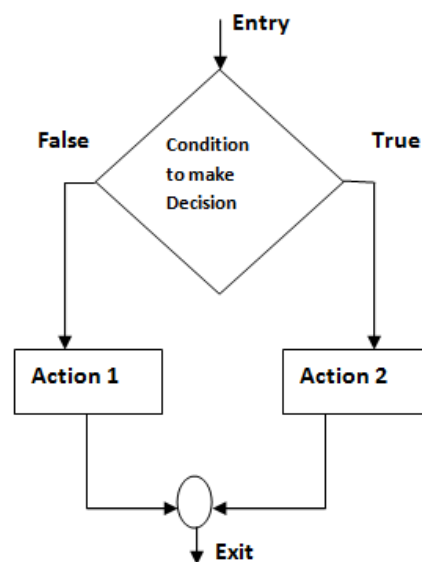 Entry
False
True
Condition
to make
Decision
Action 1
Action 2
Exit